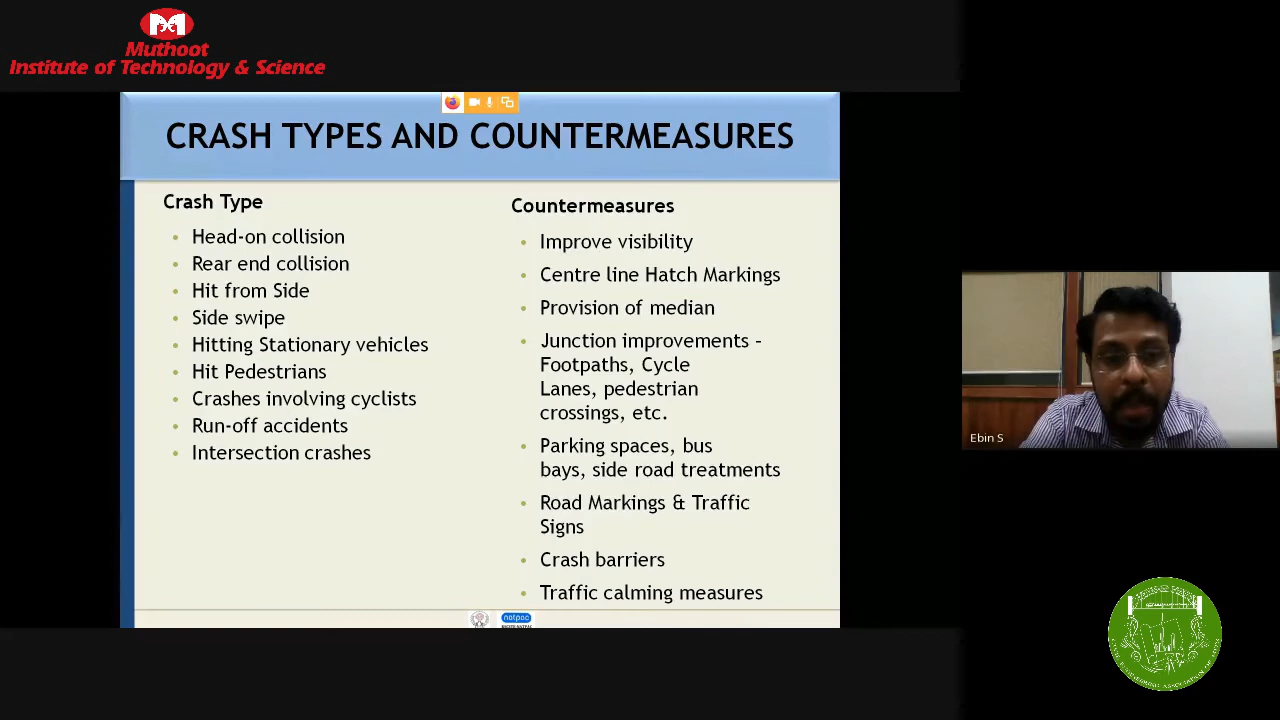 Muthoot
Institute of Technology & Science
CRASH TYPES AND COUNTERMEASURES
Crash Type
• Head-on collision
• Rear end collision
• Hit from Side
• Side swipe
• Hitting Stationary vehicles
• Hit Pedestrians
• Crashes involving cyclists
• Run-off accidents
• Intersection crashes
Countermeasures
• Improve visibility
• Centre line Hatch Markings
• Provision of median
• Junction improvements –
Footpaths, Cycle
Lanes, pedestrian
crossings, etc.
• Parking spaces, bus
bays, side road treatments
• Road Markings & Traffic
Signs
• Crash barriers
• Traffic calming measures
natpac
Ebin S